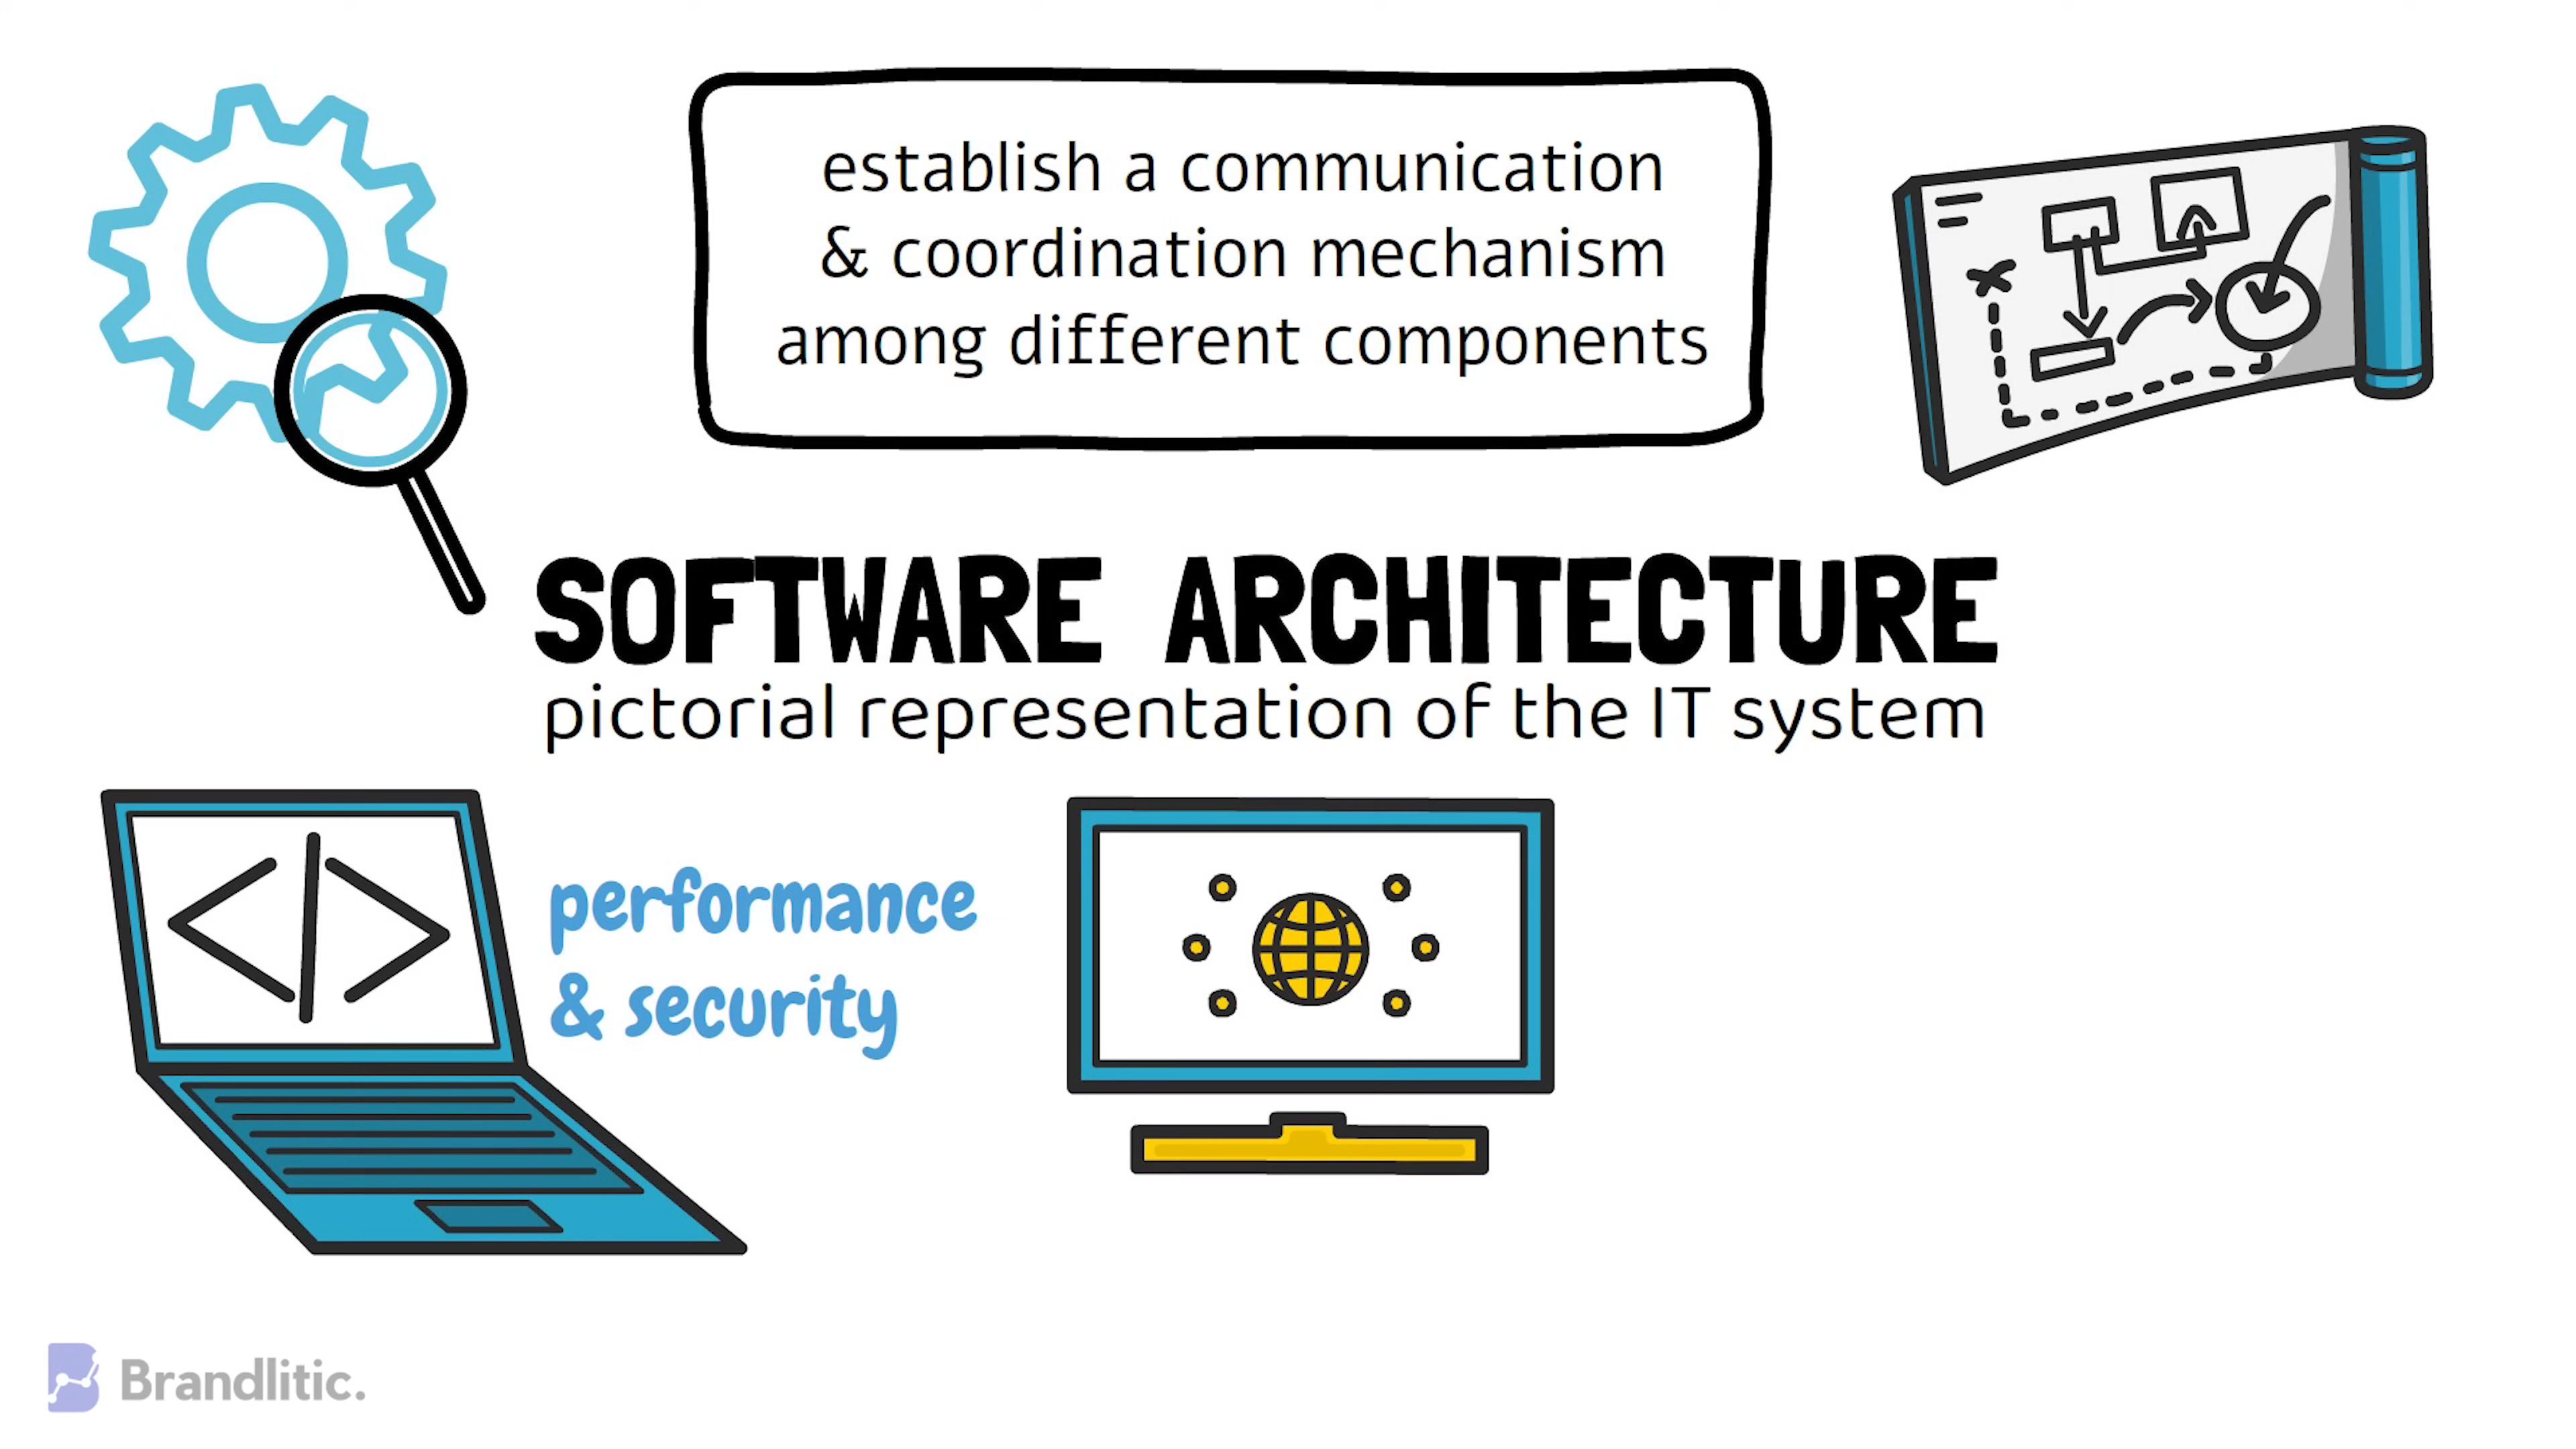 establish a communication
& coordination mechanism
among different components
SOFTWARE ARCHITECTURE
pictorial representation of the IT system
</>
performance
& security
Brandlitic.